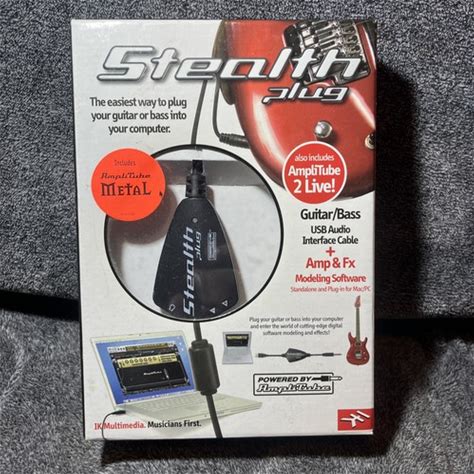 Stealth
plug
The easiest way to plug
your guitar or bass into
your computer.
Includes
AmpliTube
METAL
also includes
AmpliTube
2 Live!
Stealth
plug
Guitar/Bass
USB Audio
Interface Cable
+
Amp & Fx
Modeling Software
Standalone and Plug-in for Mac/PC
Plug your guitar or bass into your computer
and enter the world of cutting-edge digital
software modeling and effects!
POWERED BY
AmpliTube
IK Multimedia. Musicians First.